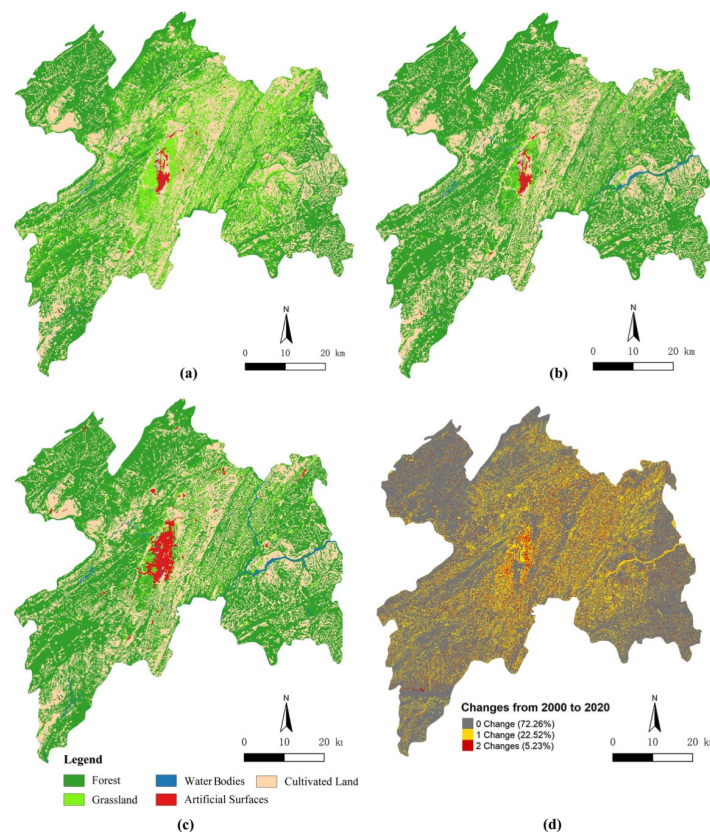 N
N
0 10 20 km
0 10 20 km
(a)
(b)
N
N
Changes from 2000 to 2020
0 Change (72.26%)
1 Change (22.52%)
2 Changes (5.23%)
0 10 20 km
0 10 20 km
Legend
Forest Water Bodies Cultivated Land
Grassland Artificial Surfaces
(c)
(d)